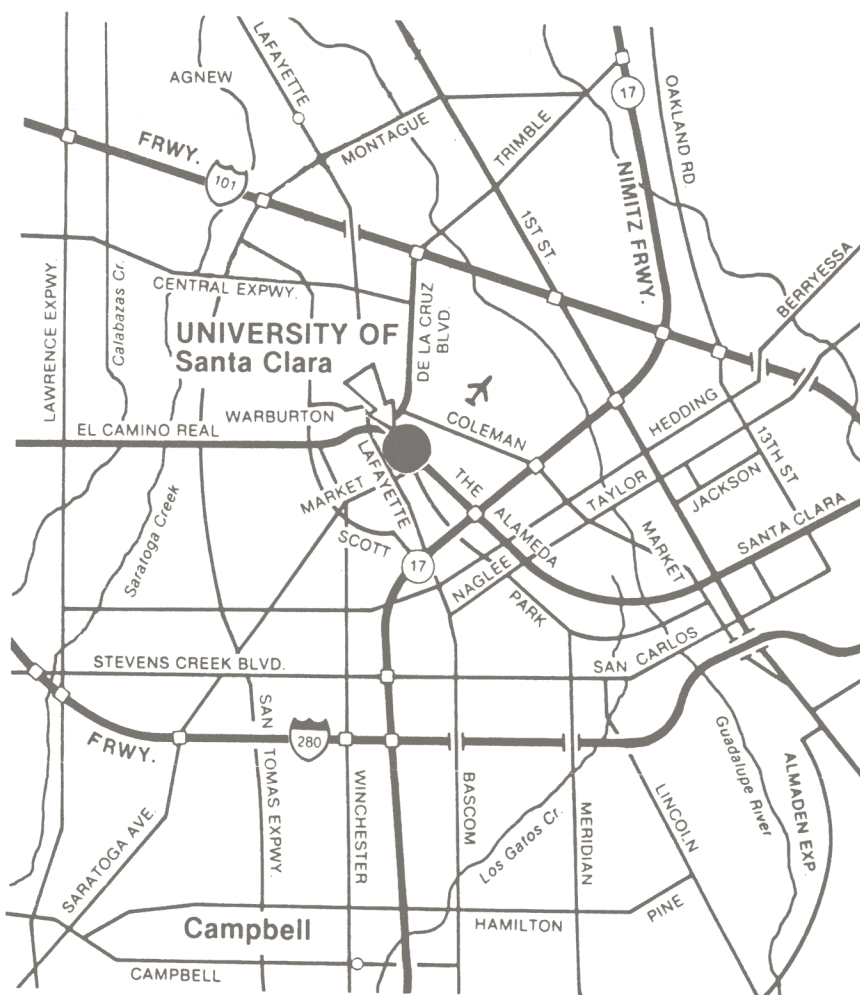 AGNEW
LAFAYETTE
17
OAKLAND RD
FRWY.
MONTAGUE
TRIMBLE
101
1ST ST.
NIMITZ FRWY.
BERRYESSA
LAWRENCE EXPWY.
Calabazas Cr.
CENTRAL EXPWY.
DE LA CRUZ
BLVD.
UNIVERSITY OF
Santa Clara
WARBURTON
EL CAMINO REAL
COLEMAN
HEDDING
LAFAYETTE
THE
ALAMEDA
TAYLOR
13TH ST
JACKSON
MARKET
Saratoga Creek
SCOTT
MARKET
SANTA CLARA
17
NAGLEE
PARK
STEVENS CREEK BLVD.
SAN CARLOS
FRWY.
280
SAN TOMAS EXPWY.
WINCHESTER
BASCOM
Los Gatos Cr.
MERIDIAN
LINCOLN
Guadalupe River
ALMADEN EXP.
SARATOGA AVE.
Campbell
HAMILTON
PINE
CAMPBELL